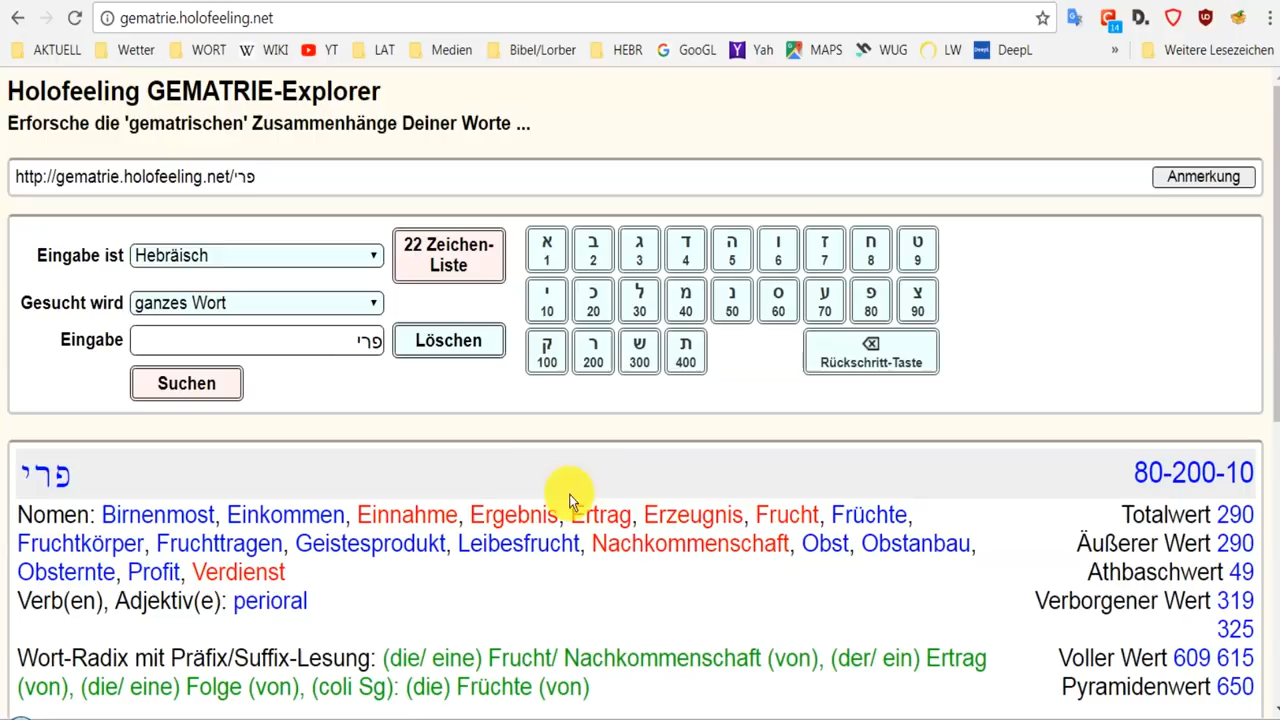 gematrie.holofeeling.net
14
AKTUELL Wetter WORT WIKI YT LAT Medien Bibel/Lorber HEBR GooGL Yah MAPS WUG LW DeepL » Weitere Lesezeichen
Holofeeling GEMATRIE-Explorer
Erforsche die 'gematrischen' Zusammenhänge Deiner Worte ...
http://gematrie.holofeeling.net/פרי Anmerkung
Eingabe ist Hebräisch
22 Zeichen-
Liste
Gesucht wird ganzes Wort
Eingabe פרי Löschen
Suchen
א ב ג ד ה ו ז ח ט
1 2 3 4 5 6 7 8 9
י כ ל מ נ ס ע פ צ
10 20 30 40 50 60 70 80 90
ק ר ש ת
100 200 300 400 Rückschritt-Taste
פרי 80-200-10
Nomen: Birnenmost, Einkommen, Einnahme, Ergebnis, Ertrag, Erzeugnis, Frucht, Früchte, Totalwert 290
Fruchtkörper, Fruchttragen, Geistesprodukt, Leibesfrucht, Nachkommenschaft, Obst, Obstanbau, Äußerer Wert 290
Obsternte, Profit, Verdienst Athbaschwert 49
Verb(en), Adjektiv(e): perioral Verborgener Wert 319
325
Wort-Radix mit Präfix/Suffix-Lesung: (die/ eine) Frucht/ Nachkommenschaft (von), (der/ ein) Ertrag Voller Wert 609 615
(von), (die/ eine) Folge (von), (coli Sg): (die) Früchte (von) Pyramidenwert 650